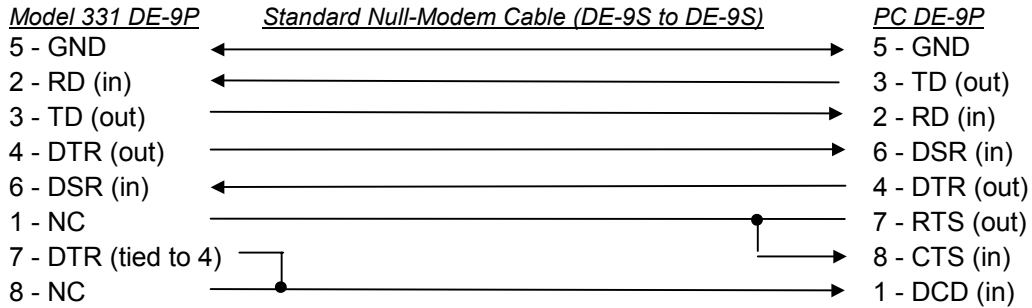 Model 331 DE-9P Standard Null-Modem Cable (DE-9S to DE-9S) PC DE-9P
5 - GND 5 - GND
2 - RD (in) 3 - TD (out)
3 - TD (out) 2 - RD (in)
4 - DTR (out) 6 - DSR (in)
6 - DSR (in) 4 - DTR (out)
1 - NC 7 - RTS (out)
7 - DTR (tied to 4) 8 - CTS (in)
8 - NC 1 - DCD (in)